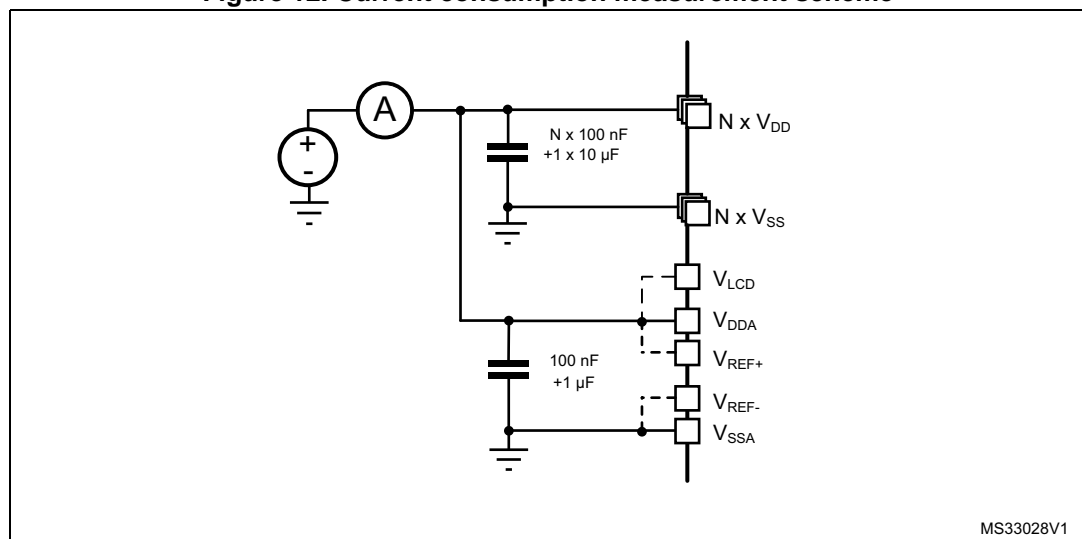 Figure 12. Current consumption measurement scheme
A
+
-
N x 100 nF
+1 x 10 µF
N x VDD
N x VSS
VLCD
VDDA
VREF+
100 nF
+1 µF
VREF-
VSSA
MS33028V1